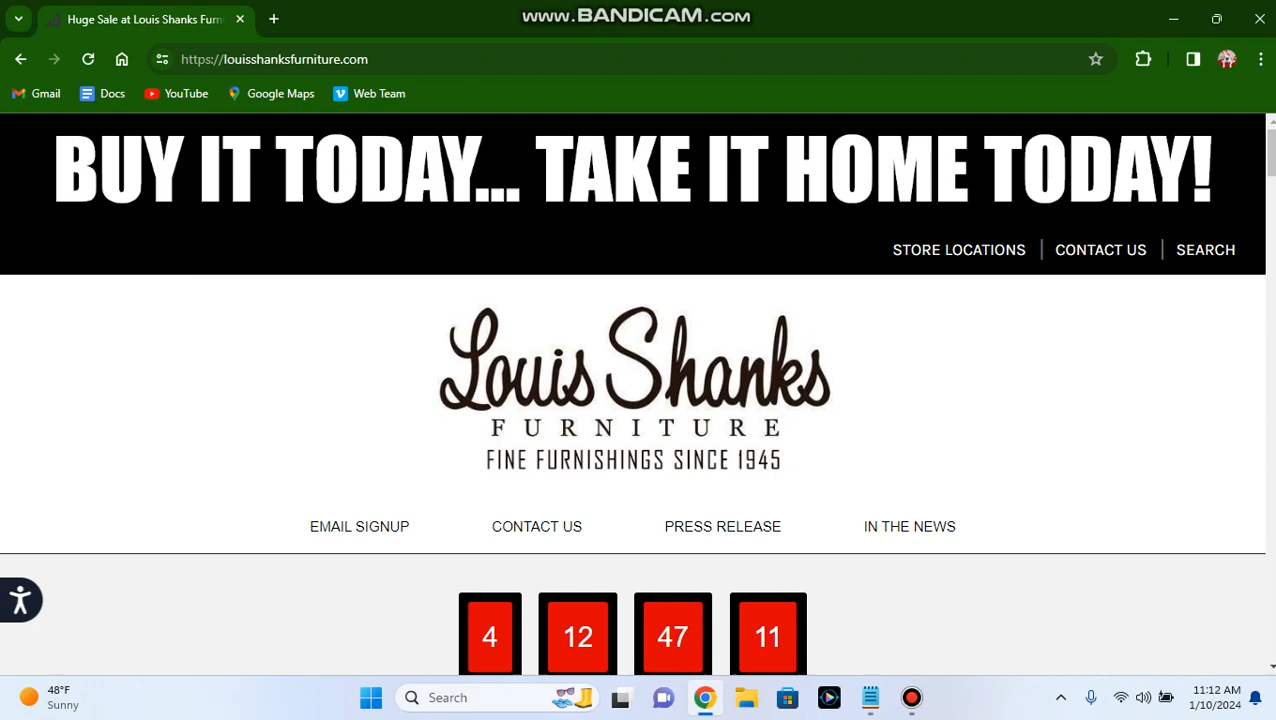 www.BANDICAM.com
Huge Sale at Louis Shanks Furn
https://louisshanksfurniture.com
Gmail Docs YouTube Google Maps Web Team
BUY IT TODAY... TAKE IT HOME TODAY!
STORE LOCATIONS CONTACT US SEARCH
Louis Shanks
FURNITURE
FINE FURNISHINGS SINCE 1945
EMAIL SIGNUP CONTACT US PRESS RELEASE IN THE NEWS
4 12 47 11
48°F
Sunny
Search
11:12 AM
1/10/2024